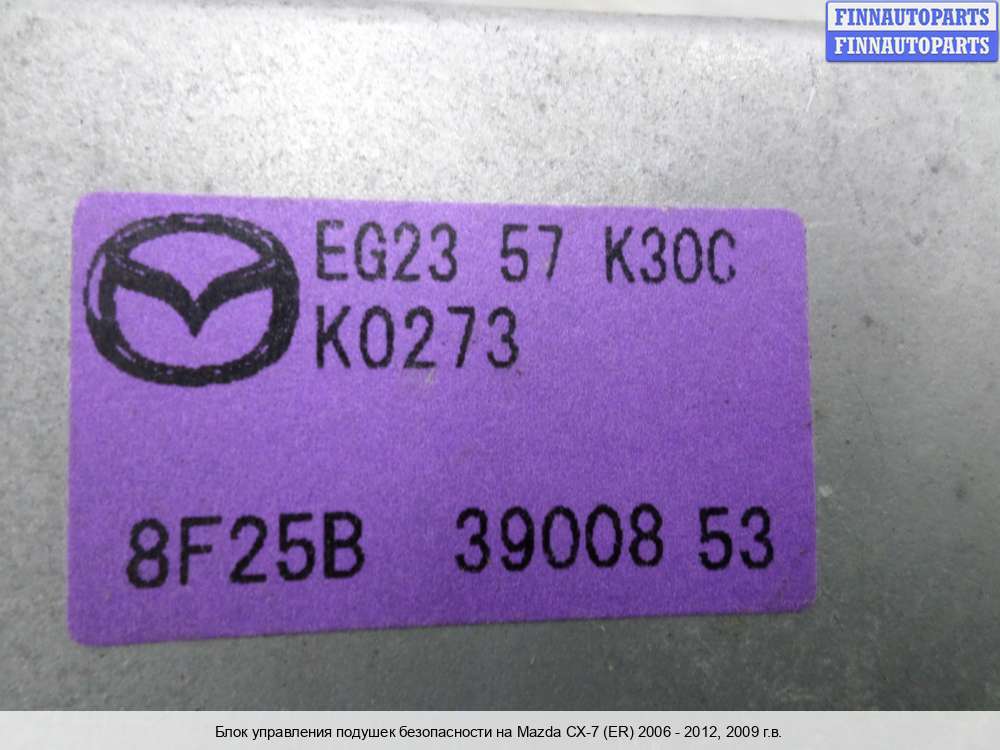 FINNAUTOPARTS
FINNAUTOPARTS
EG23 57 K30C
K0273
8F25B 39008 53
Блок управления подушек безопасности на Mazda CX-7 (ER) 2006 - 2012, 2009 г.в.